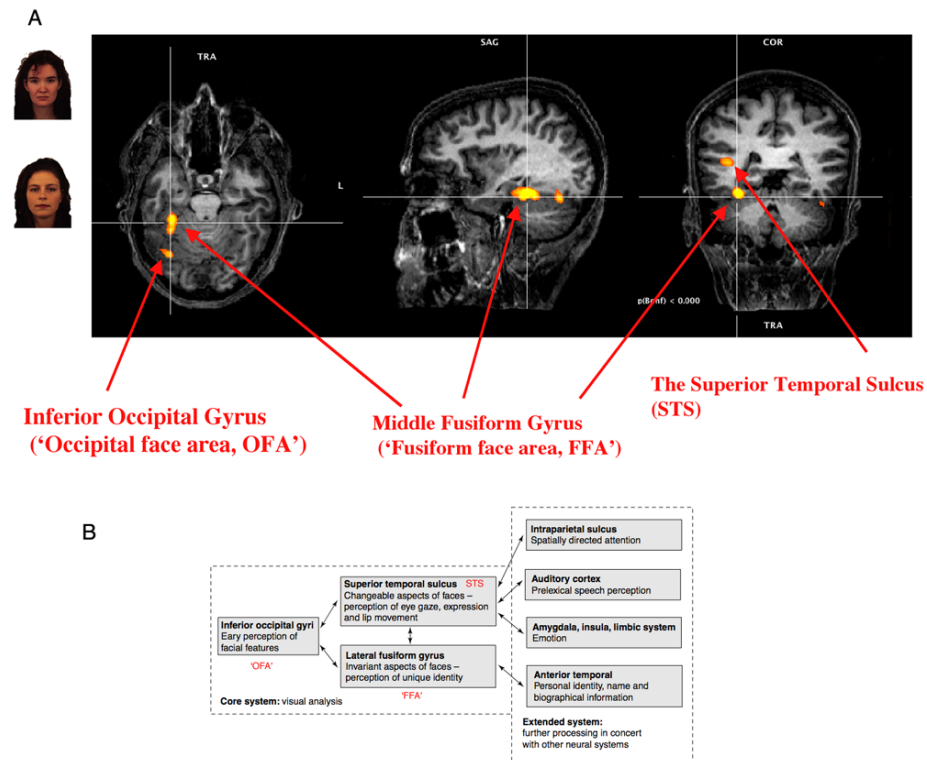 A
TRA
SAG
COR
L
p(Bonf) < 0.000
TRA
Inferior Occipital Gyrus
(‘Occipital face area, OFA’)
Middle Fusiform Gyrus
(‘Fusiform face area, FFA’)
The Superior Temporal Sulcus
(STS)
B
Inferior occipital gyri
Eary perception of
facial features
‘OFA’
Superior temporal sulcus STS
Changeable aspects of faces –
perception of eye gaze, expression
and lip movement
Lateral fusiform gyrus
Invariant aspects of faces –
perception of unique identity
‘FFA’
Core system: visual analysis
Intraparietal sulcus
Spatially directed attention
Auditory cortex
Prelexical speech perception
Amygdala, insula, limbic system
Emotion
Anterior temporal
Personal identity, name and
biographical information
Extended system:
further processing in concert
with other neural systems